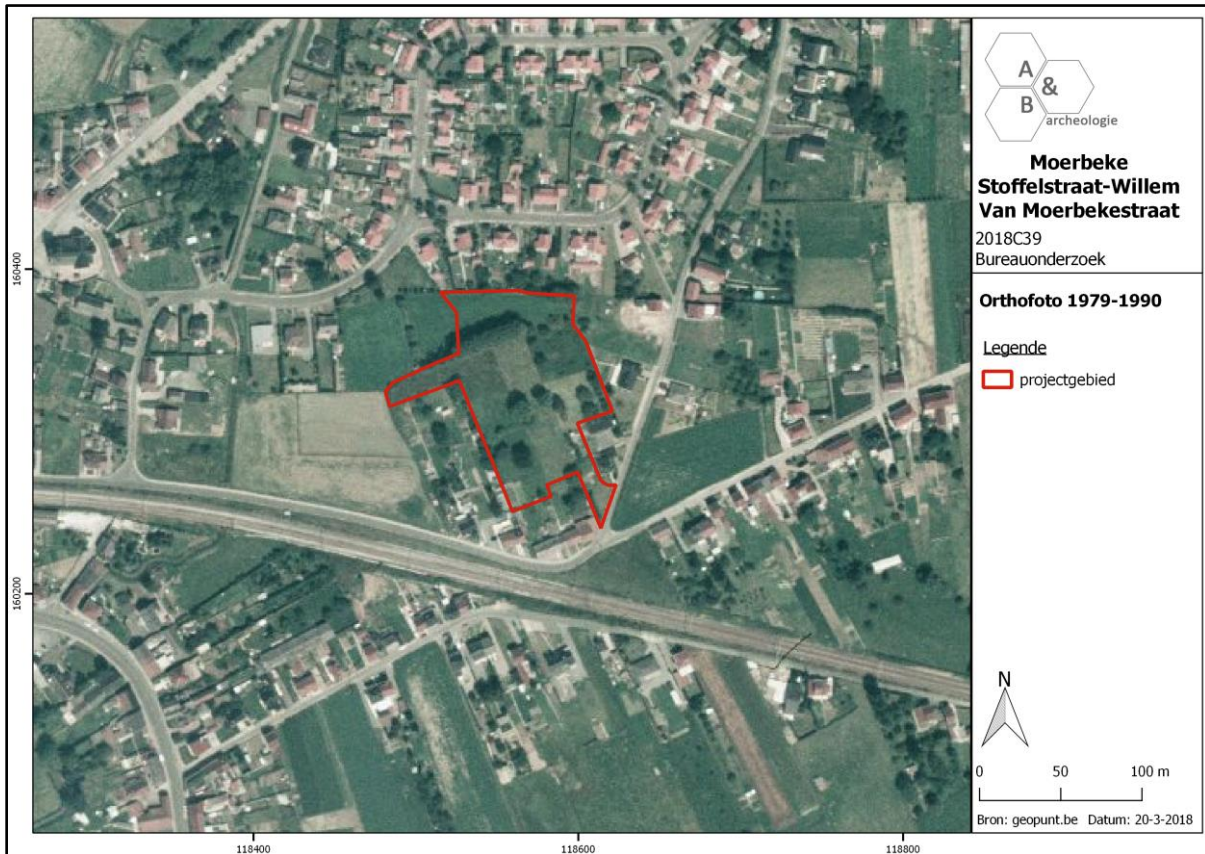 A
&
B
archeologie
Moerbeke
Stoffelstraat-Willem
Van Moerbekestraat
2018C39
Bureauonderzoek
Orthofoto 1979-1990
Legende
projectgebied
N
0 50 100 m
Bron: geopunt.be Datum: 20-3-2018
160400
160200
118400 118600 118800